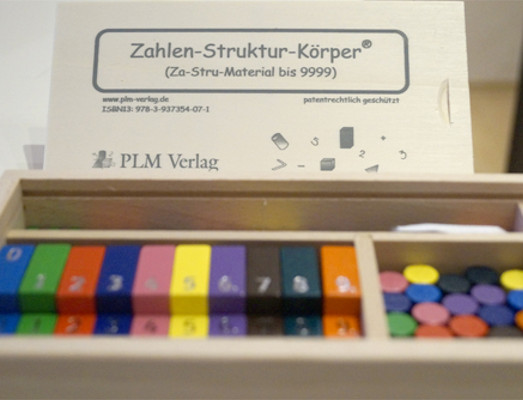 Zahlen-Struktur-Körper®
(Za-Stru-Material bis 9999)
www.plm-verlag.de patentrechtlich geschützt
ISBN13: 978-3-937354-07-1
PLM Verlag
0 1 2 3 4 5 6 7 8 9